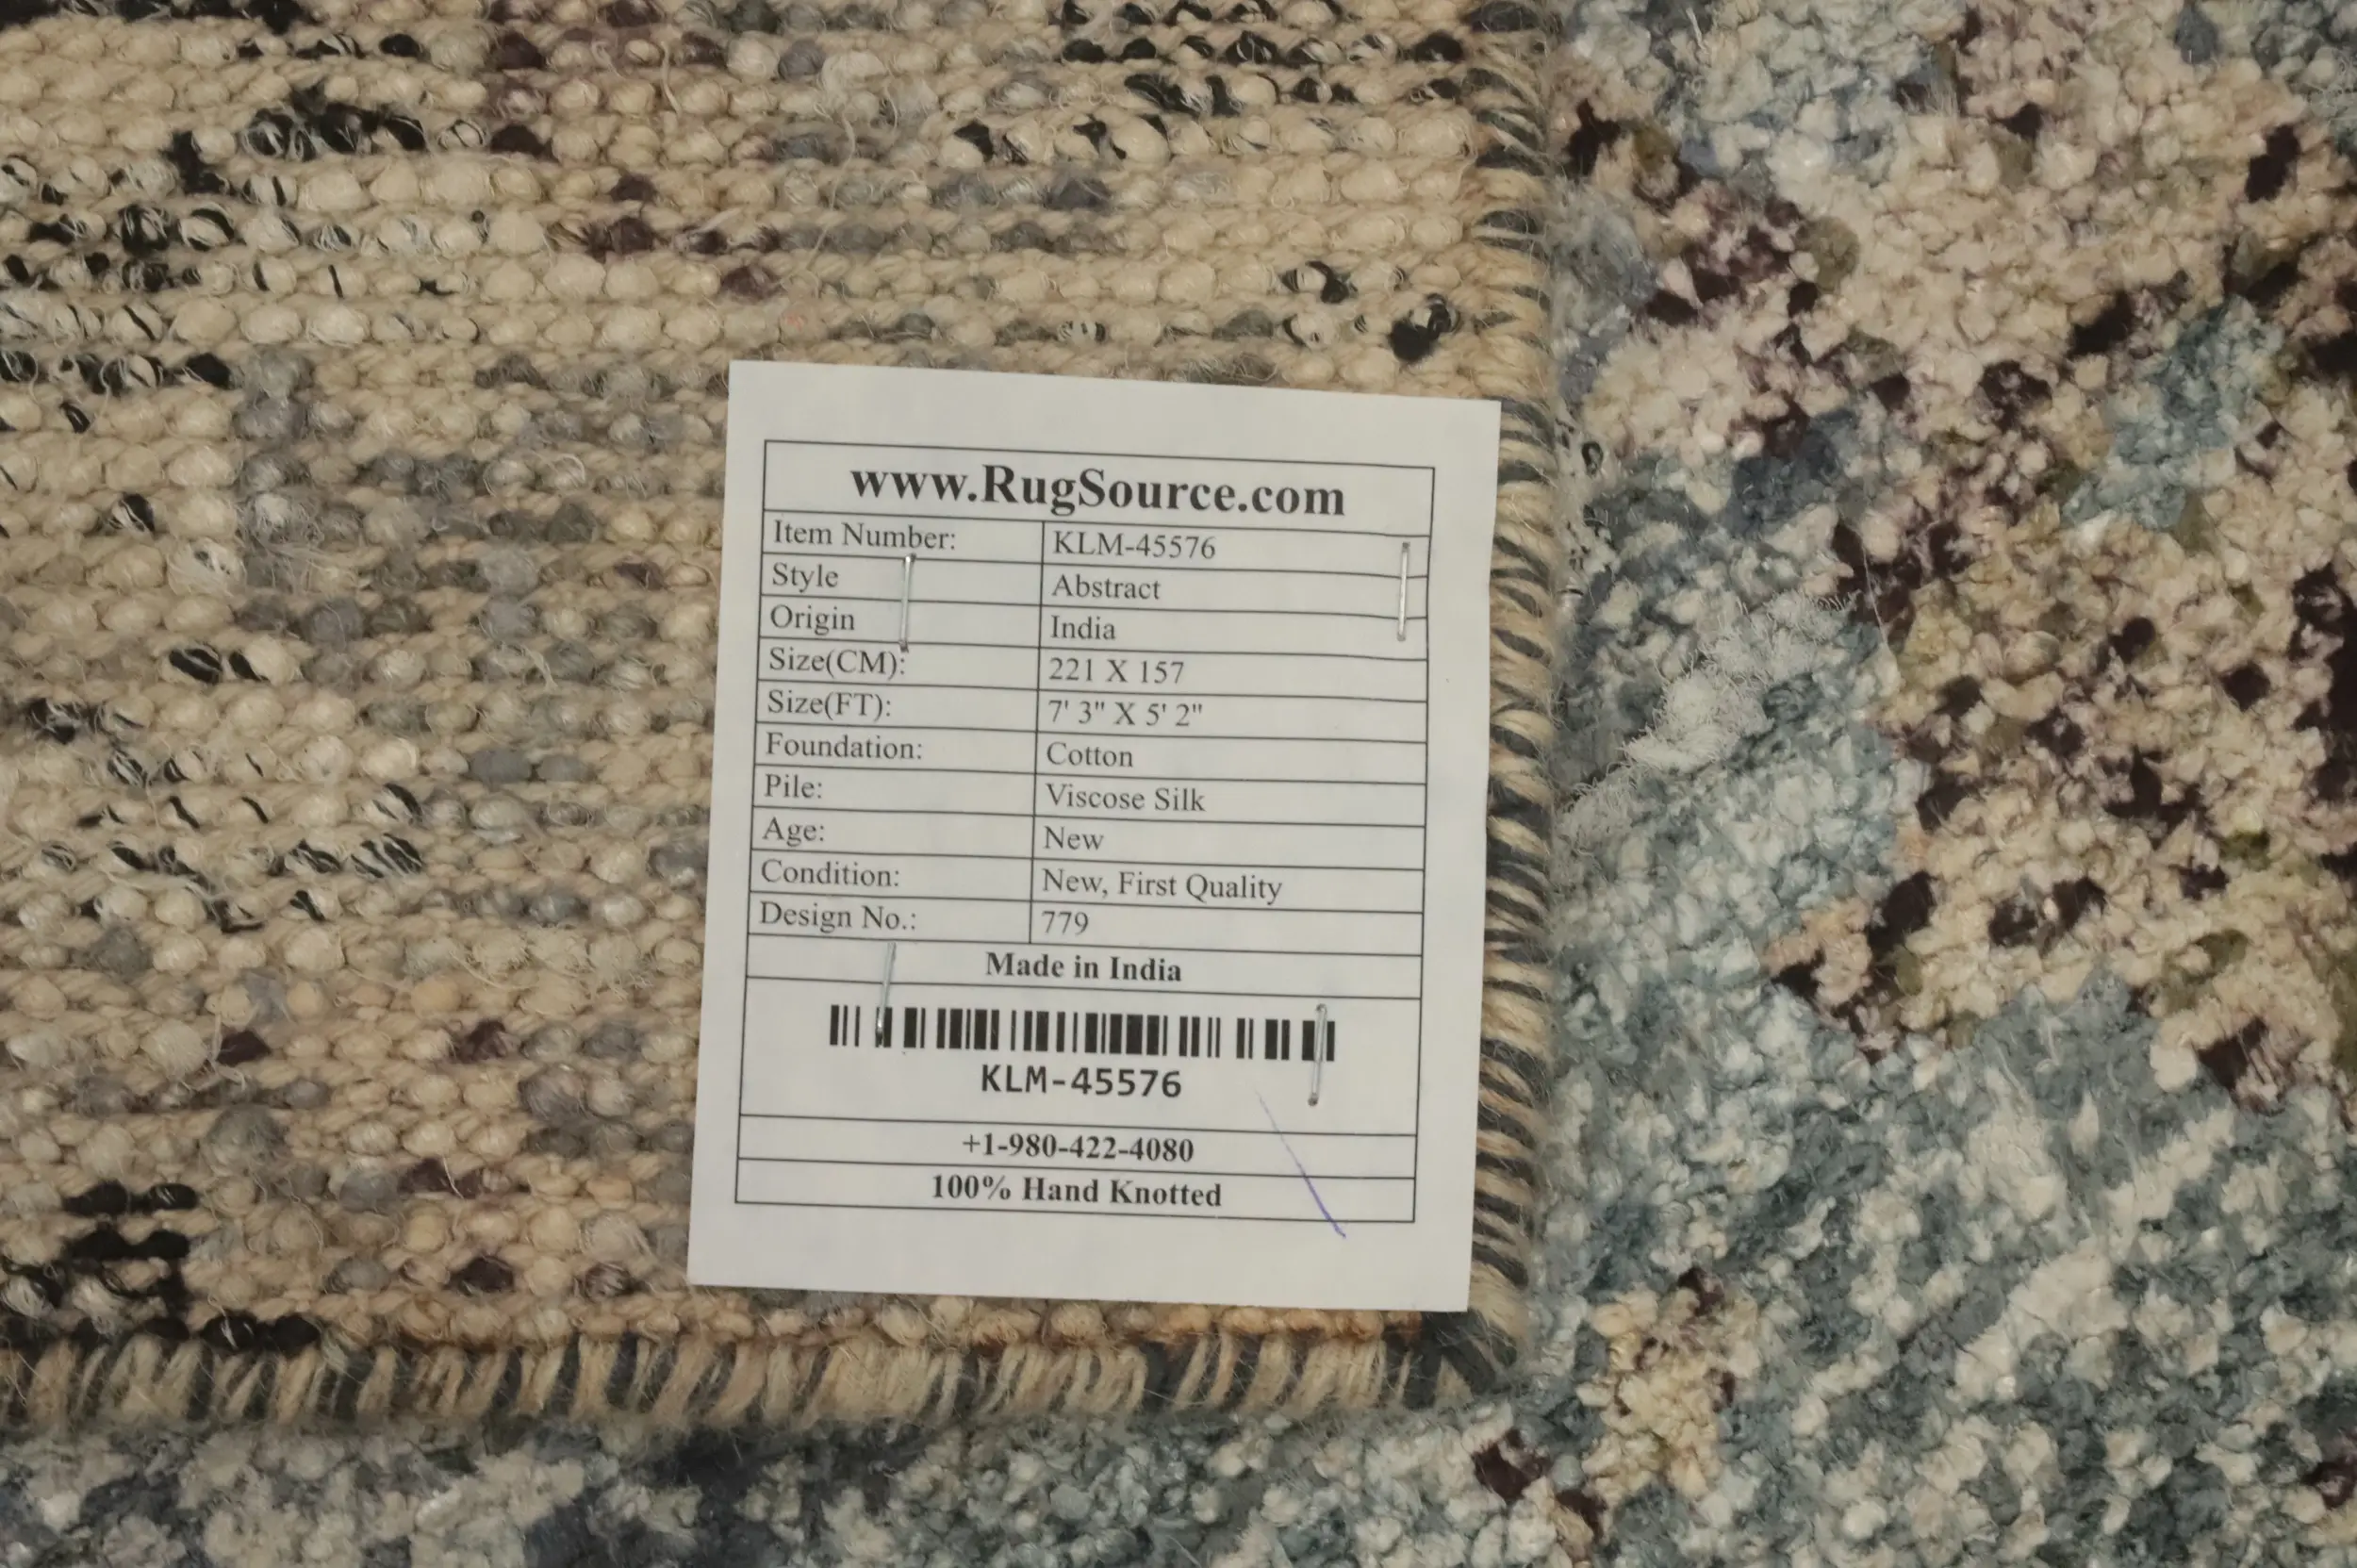 www.RugSource.com
Item Number: KLM-45576
Style Abstract
Origin India
Size(CM): 221 X 157
Size(FT): 7' 3" X 5' 2"
Foundation: Cotton
Pile: Viscose Silk
Age: New
Condition: New, First Quality
Design No.: 779
Made in India
KLM-45576
+1-980-422-4080
100% Hand Knotted